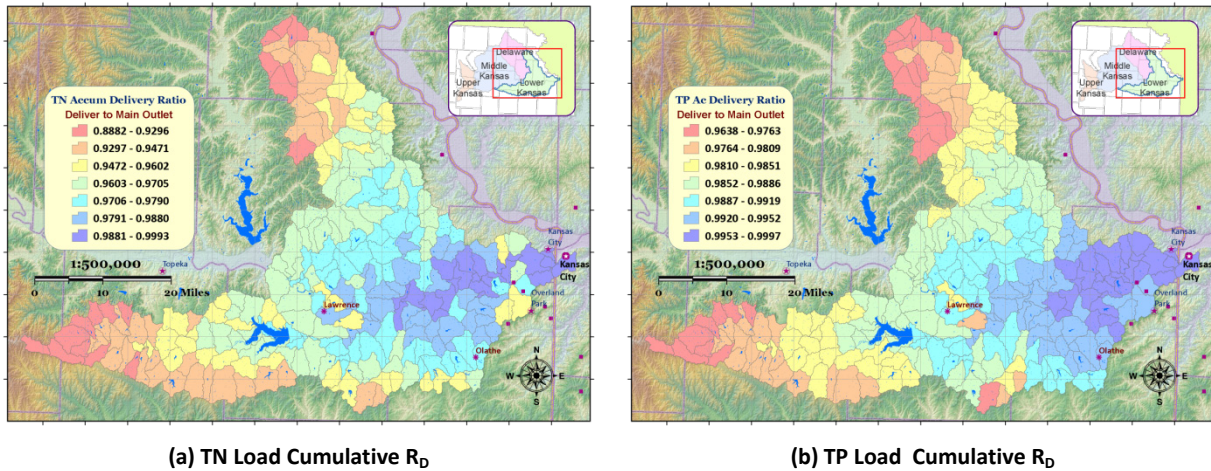 Delaware
Middle
Kansas
Upper
Kansas
Lower
Kansas
TN Accum Delivery Ratio
Deliver to Main Outlet
0.8882 - 0.9296
0.9297 - 0.9471
0.9472 - 0.9602
0.9603 - 0.9705
0.9706 - 0.9790
0.9791 - 0.9880
0.9881 - 0.9993
Topeka
1:500,000
0 10 20 Miles
Lawrence
Kansas
City
Kansas
City
Overland
Park
Olathe
N
W E
S
(a) TN Load Cumulative RD
Delaware
Middle
Kansas
Upper
Kansas
Lower
Kansas
TP Ac Delivery Ratio
Deliver to Main Outlet
0.9638 - 0.9763
0.9764 - 0.9809
0.9810 - 0.9851
0.9852 - 0.9886
0.9887 - 0.9919
0.9920 - 0.9952
0.9953 - 0.9997
Topeka
1:500,000
0 10 20 Miles
Lawrence
Kansas
City
Kansas
City
Overland
Park
Olathe
N
W E
S
(b) TP Load Cumulative RD